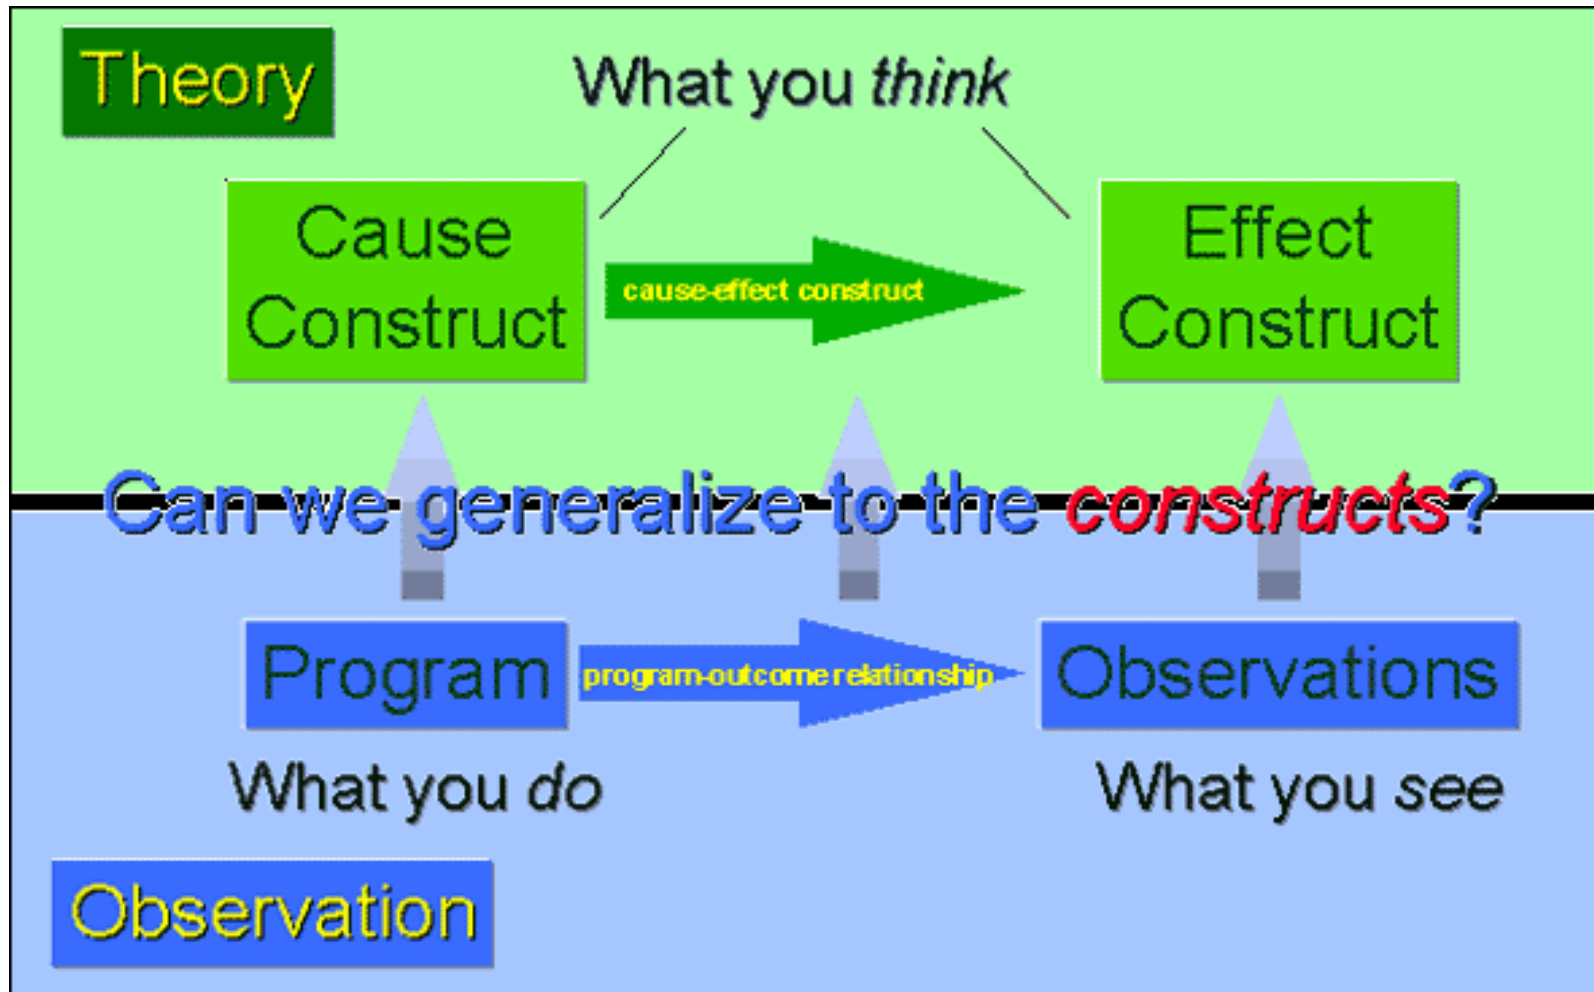 Theory
What you think
Cause
Construct
cause-effect construct
Effect
Construct
Can we generalize to the constructs?
Program
program-outcome relationship
Observations
What you do
What you see
Observation